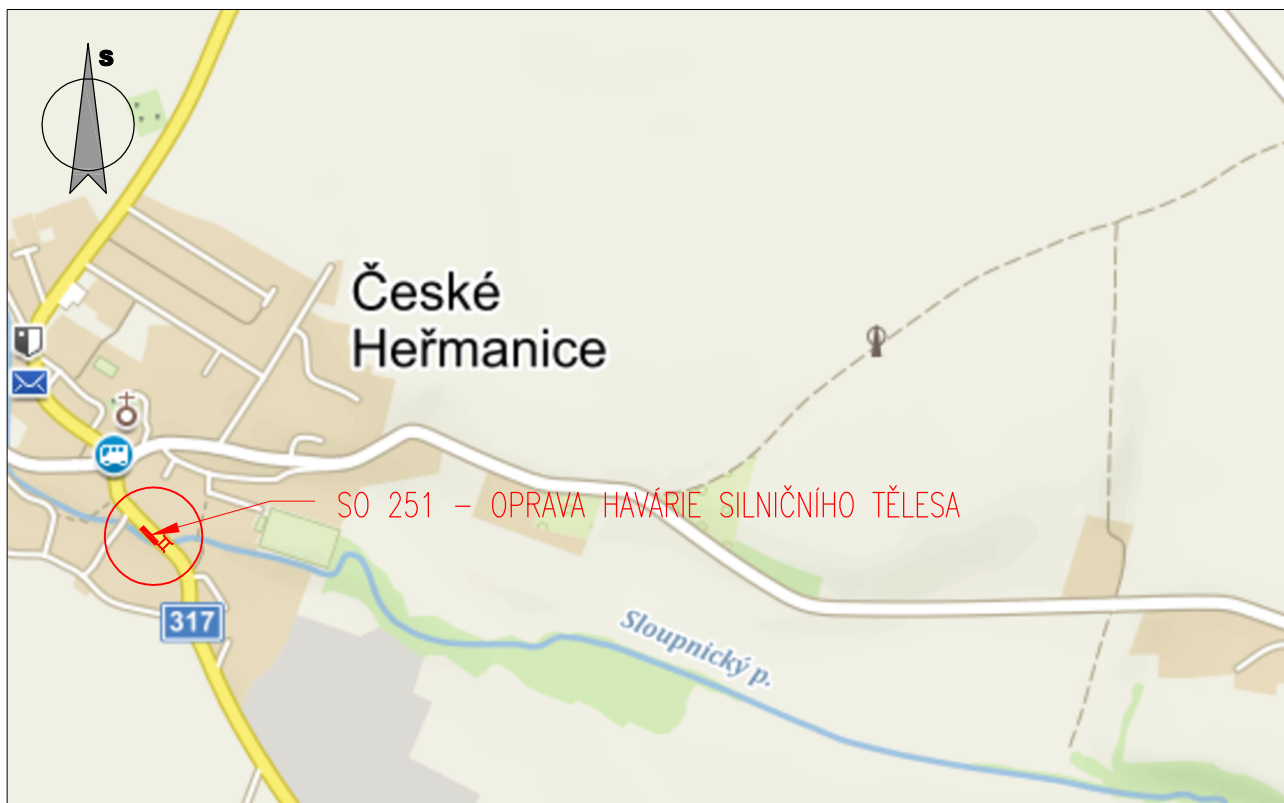 S
České
Heřmanice
SO 251 – OPRAVA HAVÁRIE SILNIČNÍHO TĚLESA
317
Sloupnický p.